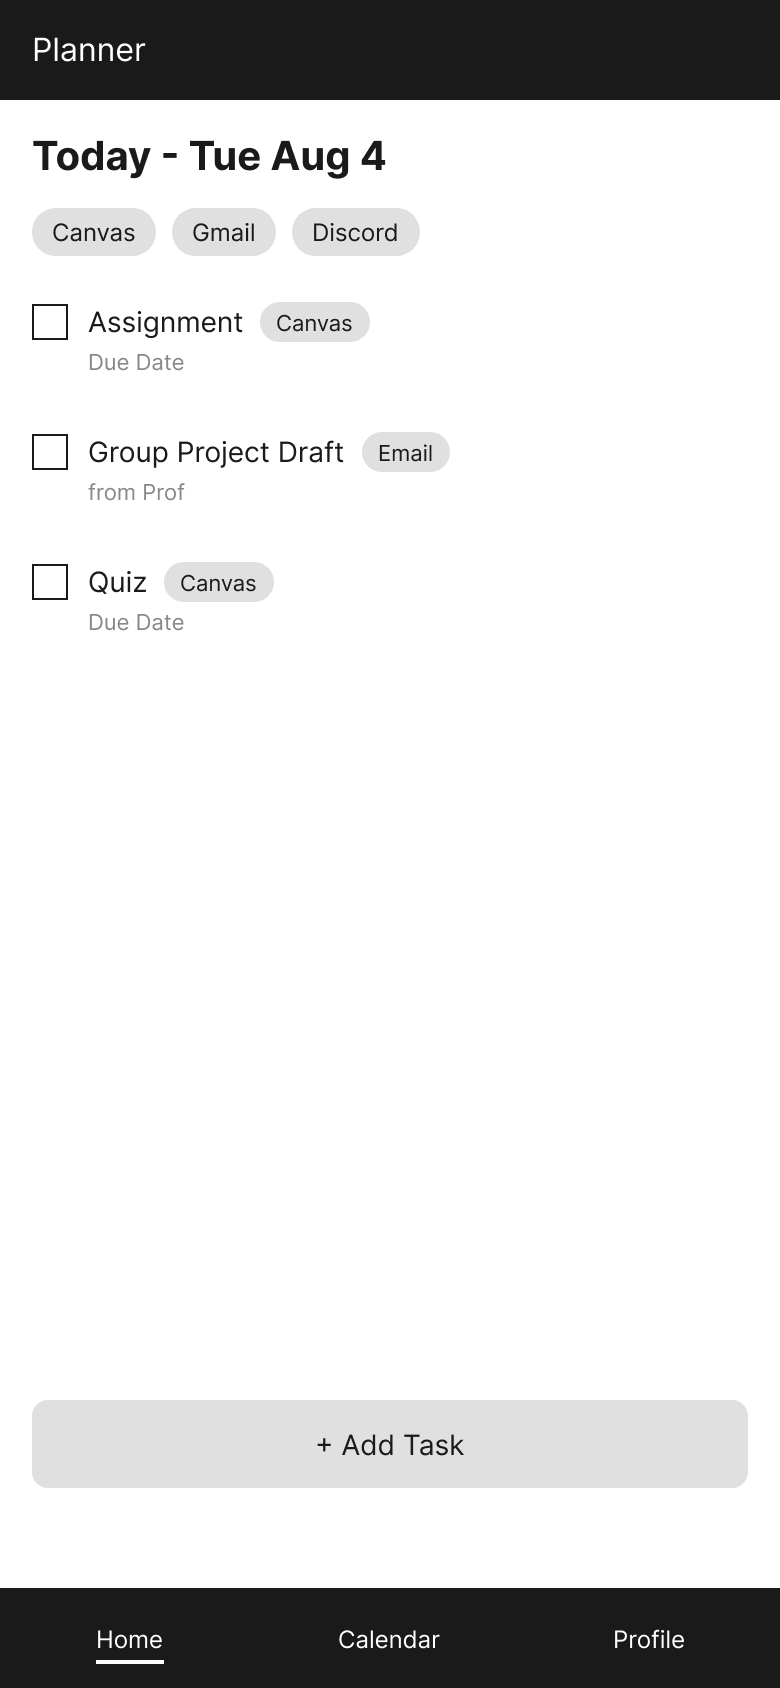 Planner
Today - Tue Aug 4
Canvas Gmail Discord
Assignment Canvas
Due Date
Group Project Draft Email
from Prof
Quiz Canvas
Due Date
+ Add Task
Home Calendar Profile